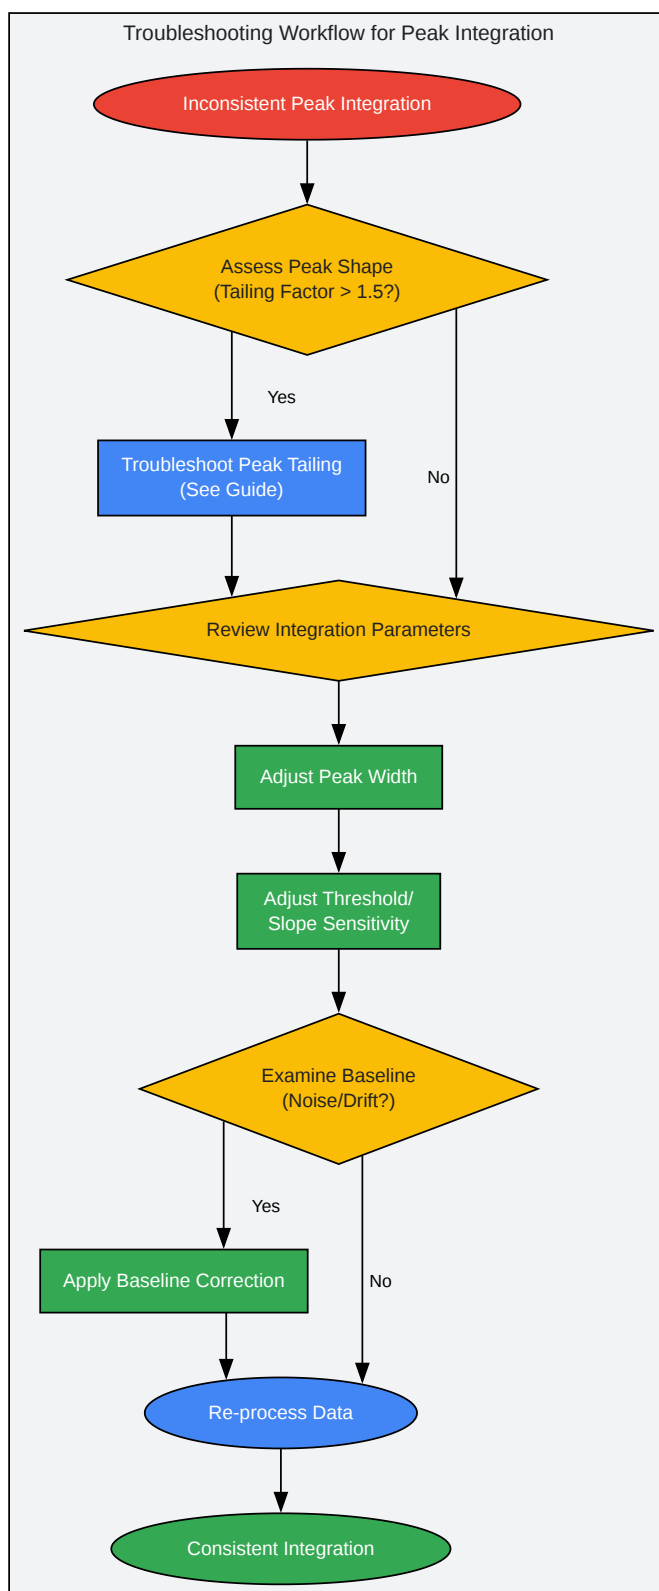 Troubleshooting Workflow for Peak Integration
Inconsistent Peak Integration
Assess Peak Shape
(Tailing Factor > 1.5?)
Yes
Troubleshoot Peak Tailing
(See Guide)
No
Review Integration Parameters
Adjust Peak Width
Adjust Threshold/
Slope Sensitivity
Examine Baseline
(Noise/Drift?)
Yes
Apply Baseline Correction
No
Re-process Data
Consistent Integration